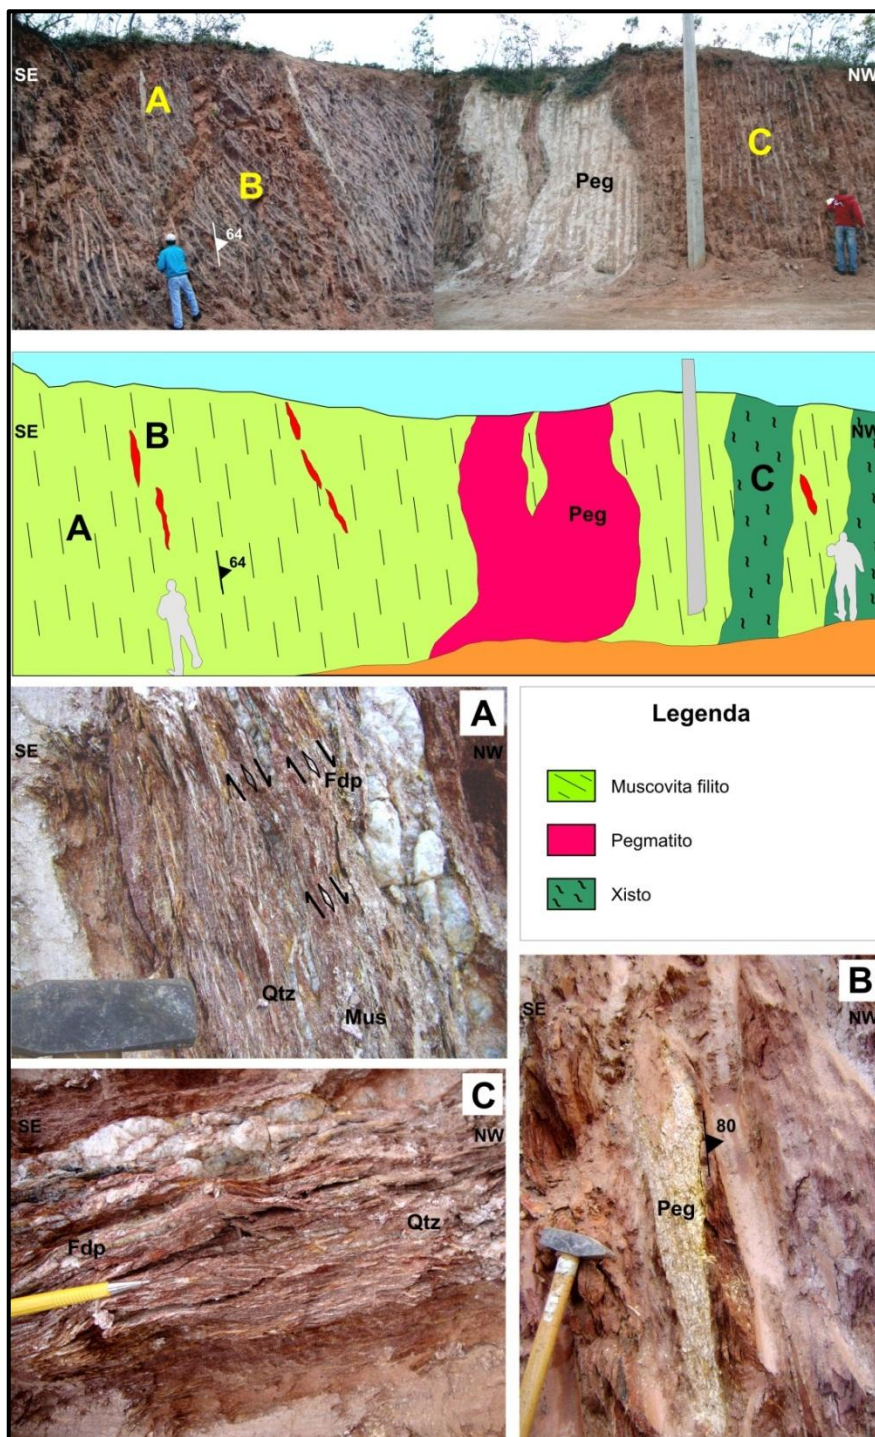 SE
NW
A
B
64
Peg
C
SE
NW
B
A
64
Peg
C
A
SE
NW
Fdp
Qtz
Mus
Legenda
Muscovita filito
Pegmatito
Xisto
C
SE
NW
Qtz
Fdp
B
SE
NW
80
Peg